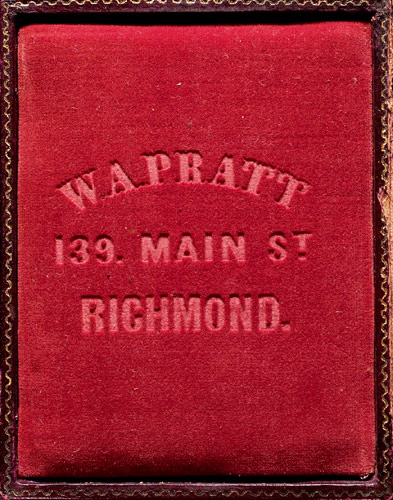 W.A.PRATT
139. MAIN ST
RICHMOND.